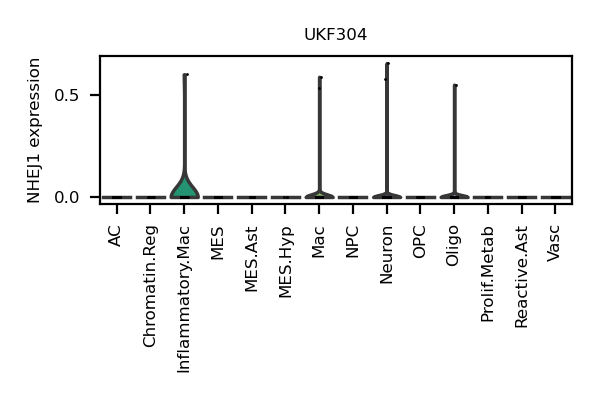 UKF304
NHEJ1 expression
0.5
0.0
AC
Chromatin.Reg
Inflammatory.Mac
MES
MES.Ast
MES.Hyp
Mac
NPC
Neuron
OPC
Oligo
Prolif.Metab
Reactive.Ast
Vasc